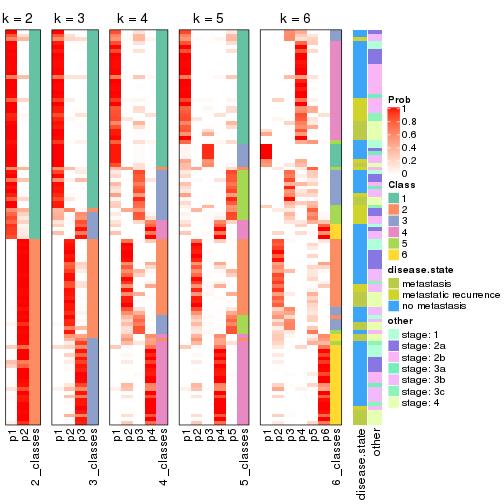 k = 2 k = 3 k = 4 k = 5 k = 6
p1 p2 2_classes p1 p2 p3 3_classes p1 p2 p3 p4 4_classes p1 p2 p3 p4 p5 5_classes p1 p2 p3 p4 p5 p6 6_classes disease.state other
Prob
1
0.8
0.6
0.4
0.2
0
Class
1
2
3
4
5
6
disease.state
metastasis
metastatic recurrence
no metastasis
other
stage: 1
stage: 2a
stage: 2b
stage: 3a
stage: 3b
stage: 3c
stage: 4